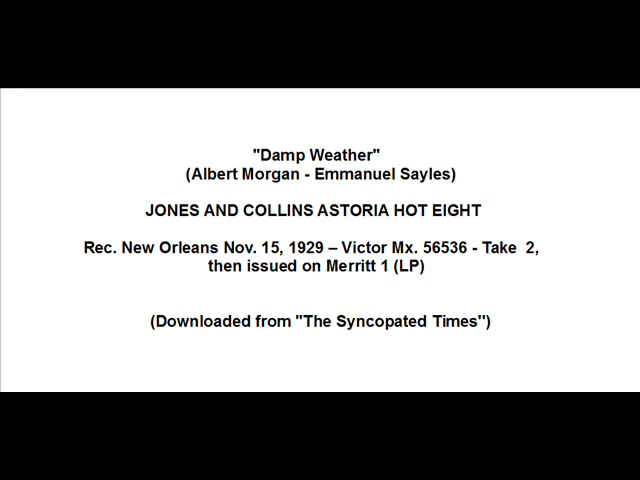 "Damp Weather"
(Albert Morgan - Emmanuel Sayles)
JONES AND COLLINS ASTORIA HOT EIGHT
Rec. New Orleans Nov. 15, 1929 – Victor Mx. 56536 - Take 2,
then issued on Merritt 1 (LP)
(Downloaded from "The Syncopated Times")